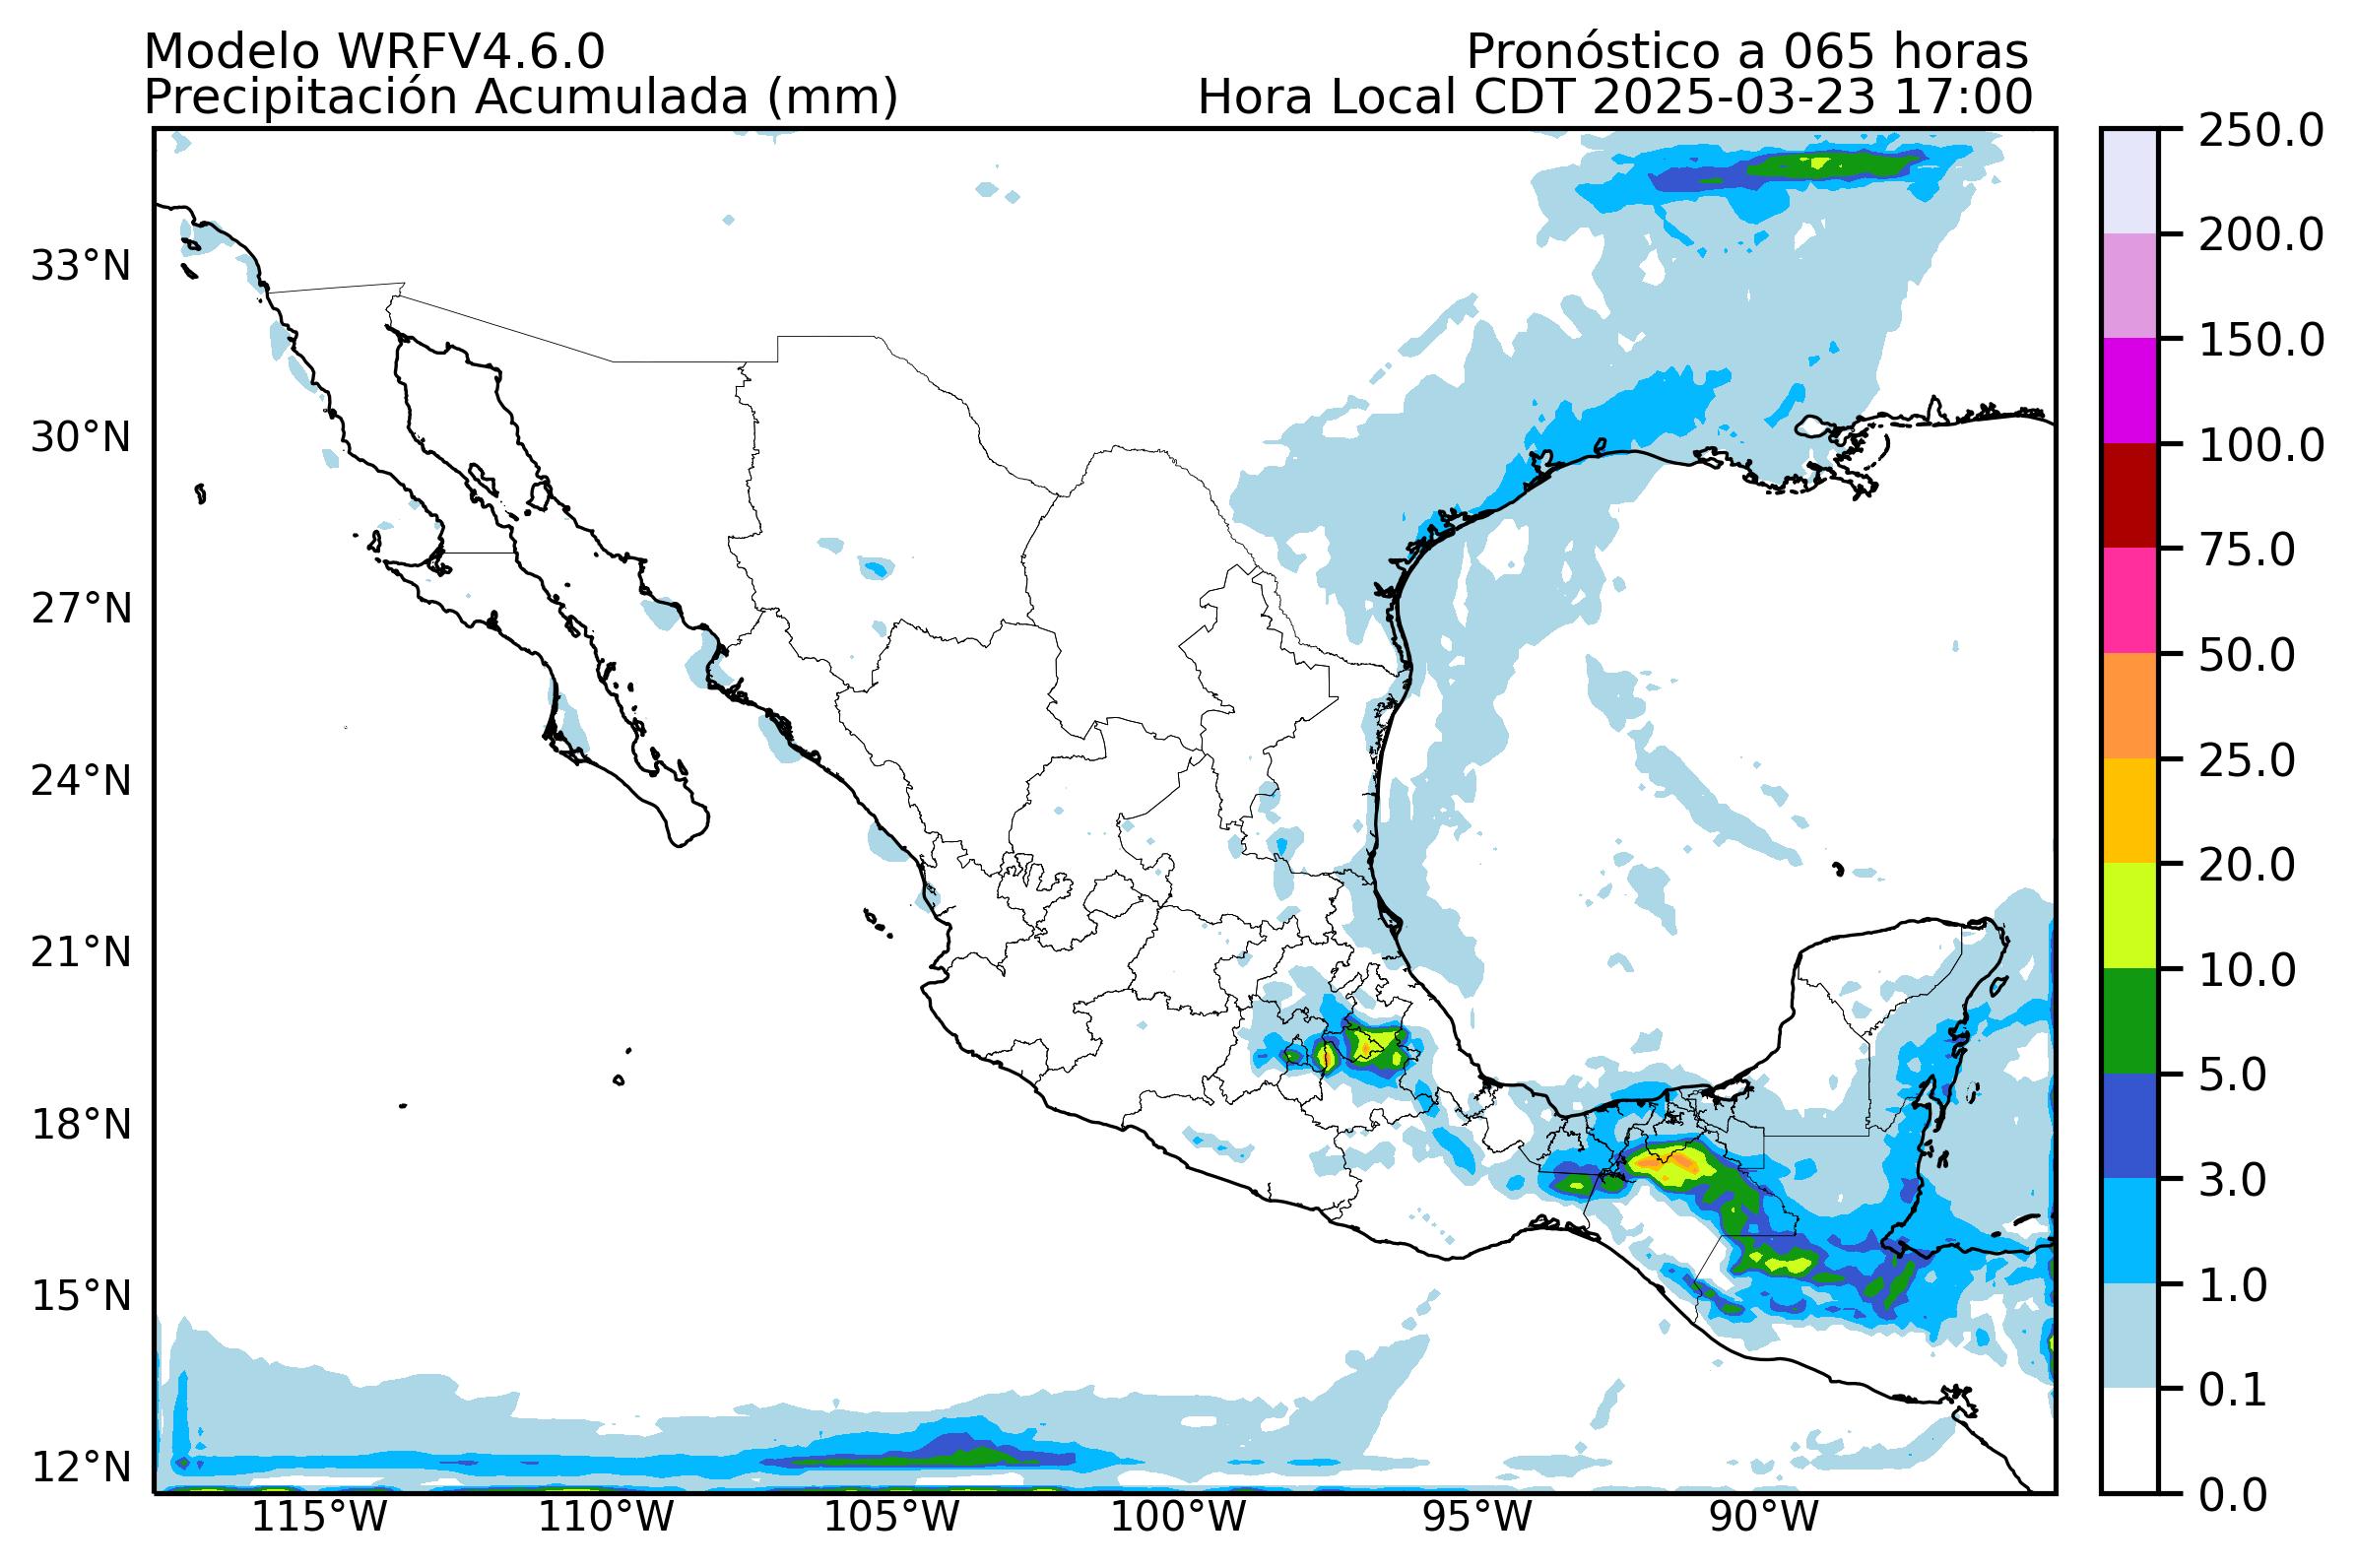 Modelo WRFV4.6.0
Pronóstico a 065 horas
Precipitación Acumulada (mm)
Hora Local CDT 2025-03-23 17:00
33°N
30°N
27°N
24°N
21°N
18°N
15°N
12°N
115°W
110°W
105°W
100°W
95°W
90°W
250.0
200.0
150.0
100.0
75.0
50.0
25.0
20.0
10.0
5.0
3.0
1.0
0.1
0.0